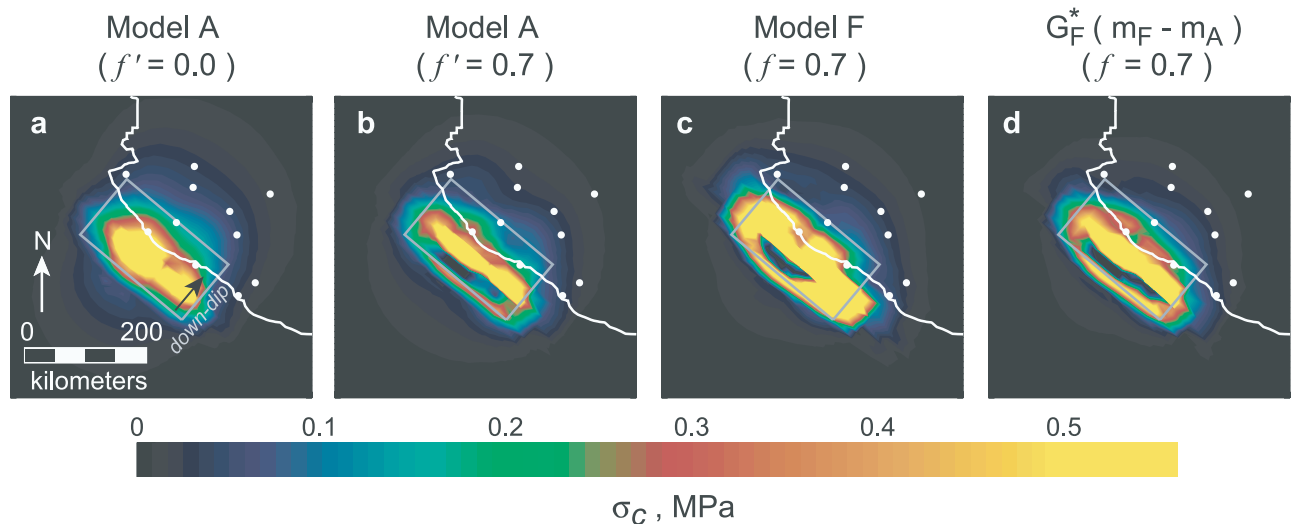 Model A
( f' = 0.0 )
Model A
( f' = 0.7 )
Model F
( f = 0.7 )
G*F ( mF - mA )
( f = 0.7 )
a
b
c
d
N
down-dip
0 200
kilometers
0 0.1 0.2 0.3 0.4 0.5
σc , MPa